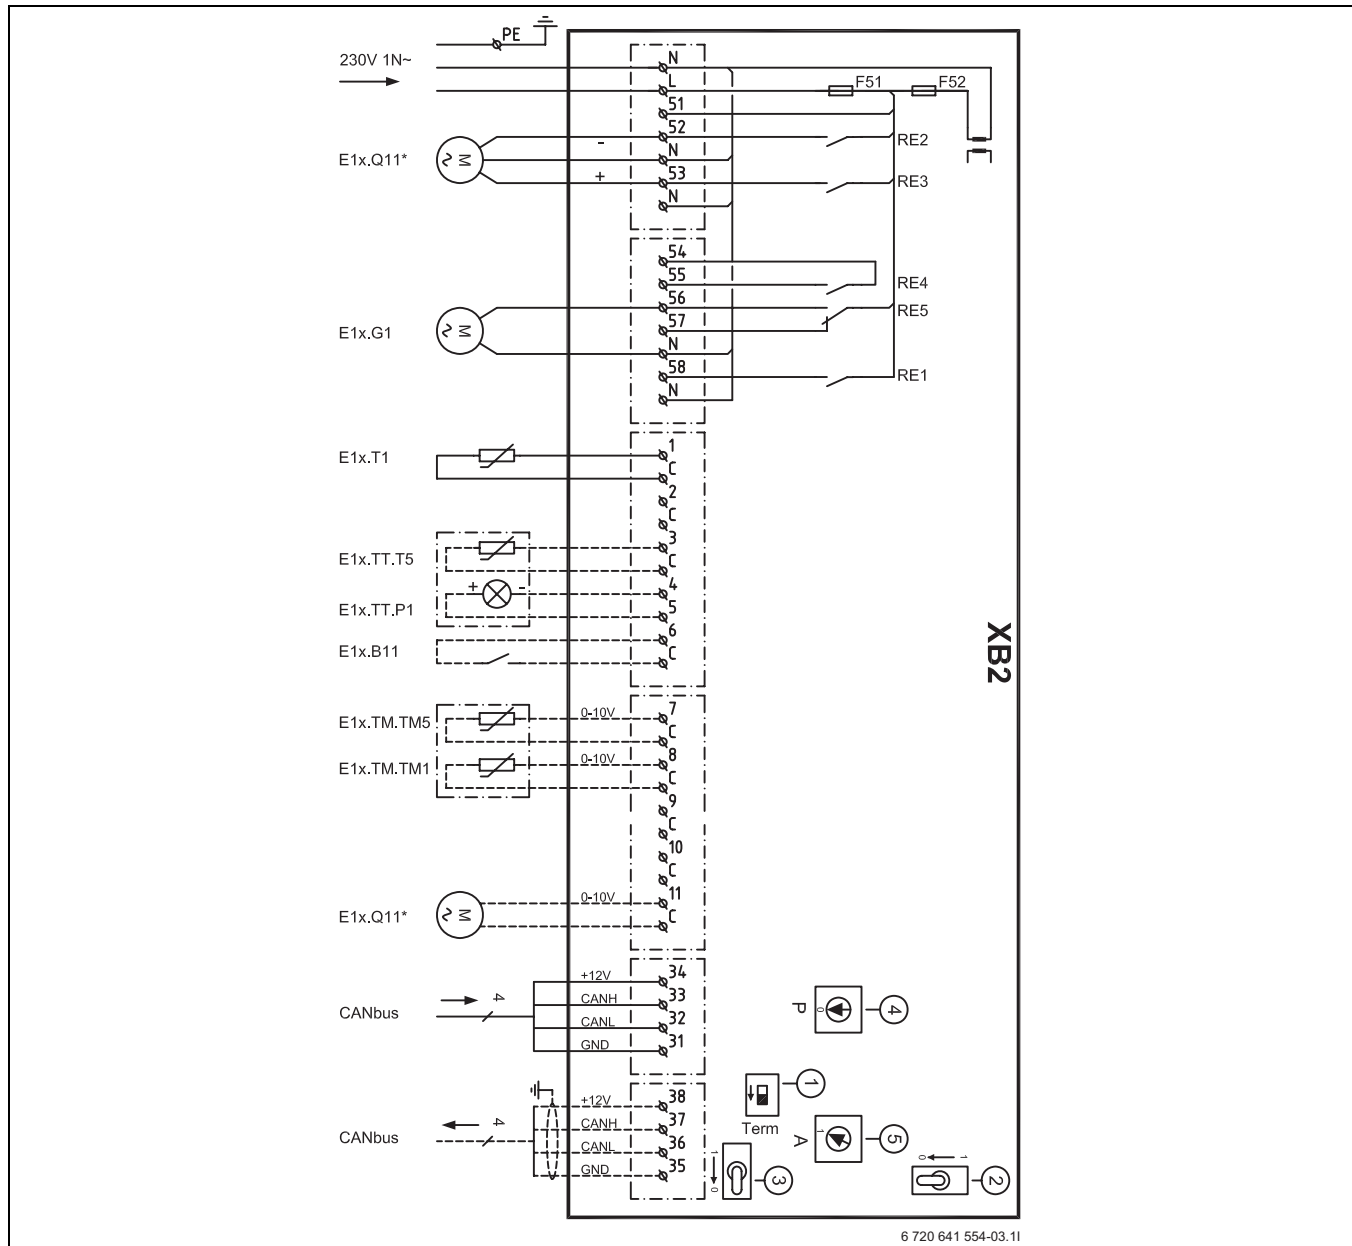 PE
230V 1N~
N
L
F51
F52
51
52
RE2
-
E1x.Q11*
M
N
53
RE3
+
N
54
55
RE4
56
RE5
57
E1x.G1
M
N
58
RE1
N
1
E1x.T1
C
2
C
3
E1x.TT.T5
C
+
-
4
E1x.TT.P1
5
6
E1x.B11
C
XB2
E1x.TM.TM5
0-10V
7
C
E1x.TM.TM1
0-10V
8
C
9
C
10
C
11
E1x.Q11*
M
0-10V
C
+12V
34
CANH
33
CANbus
4
CANL
32
GND
31
P
0
4
1
Term
+12V
38
CANH
37
CANbus
4
CANL
36
GND
35
A
1
5
1
0
3
0
1
2
6 720 641 554-03.1I